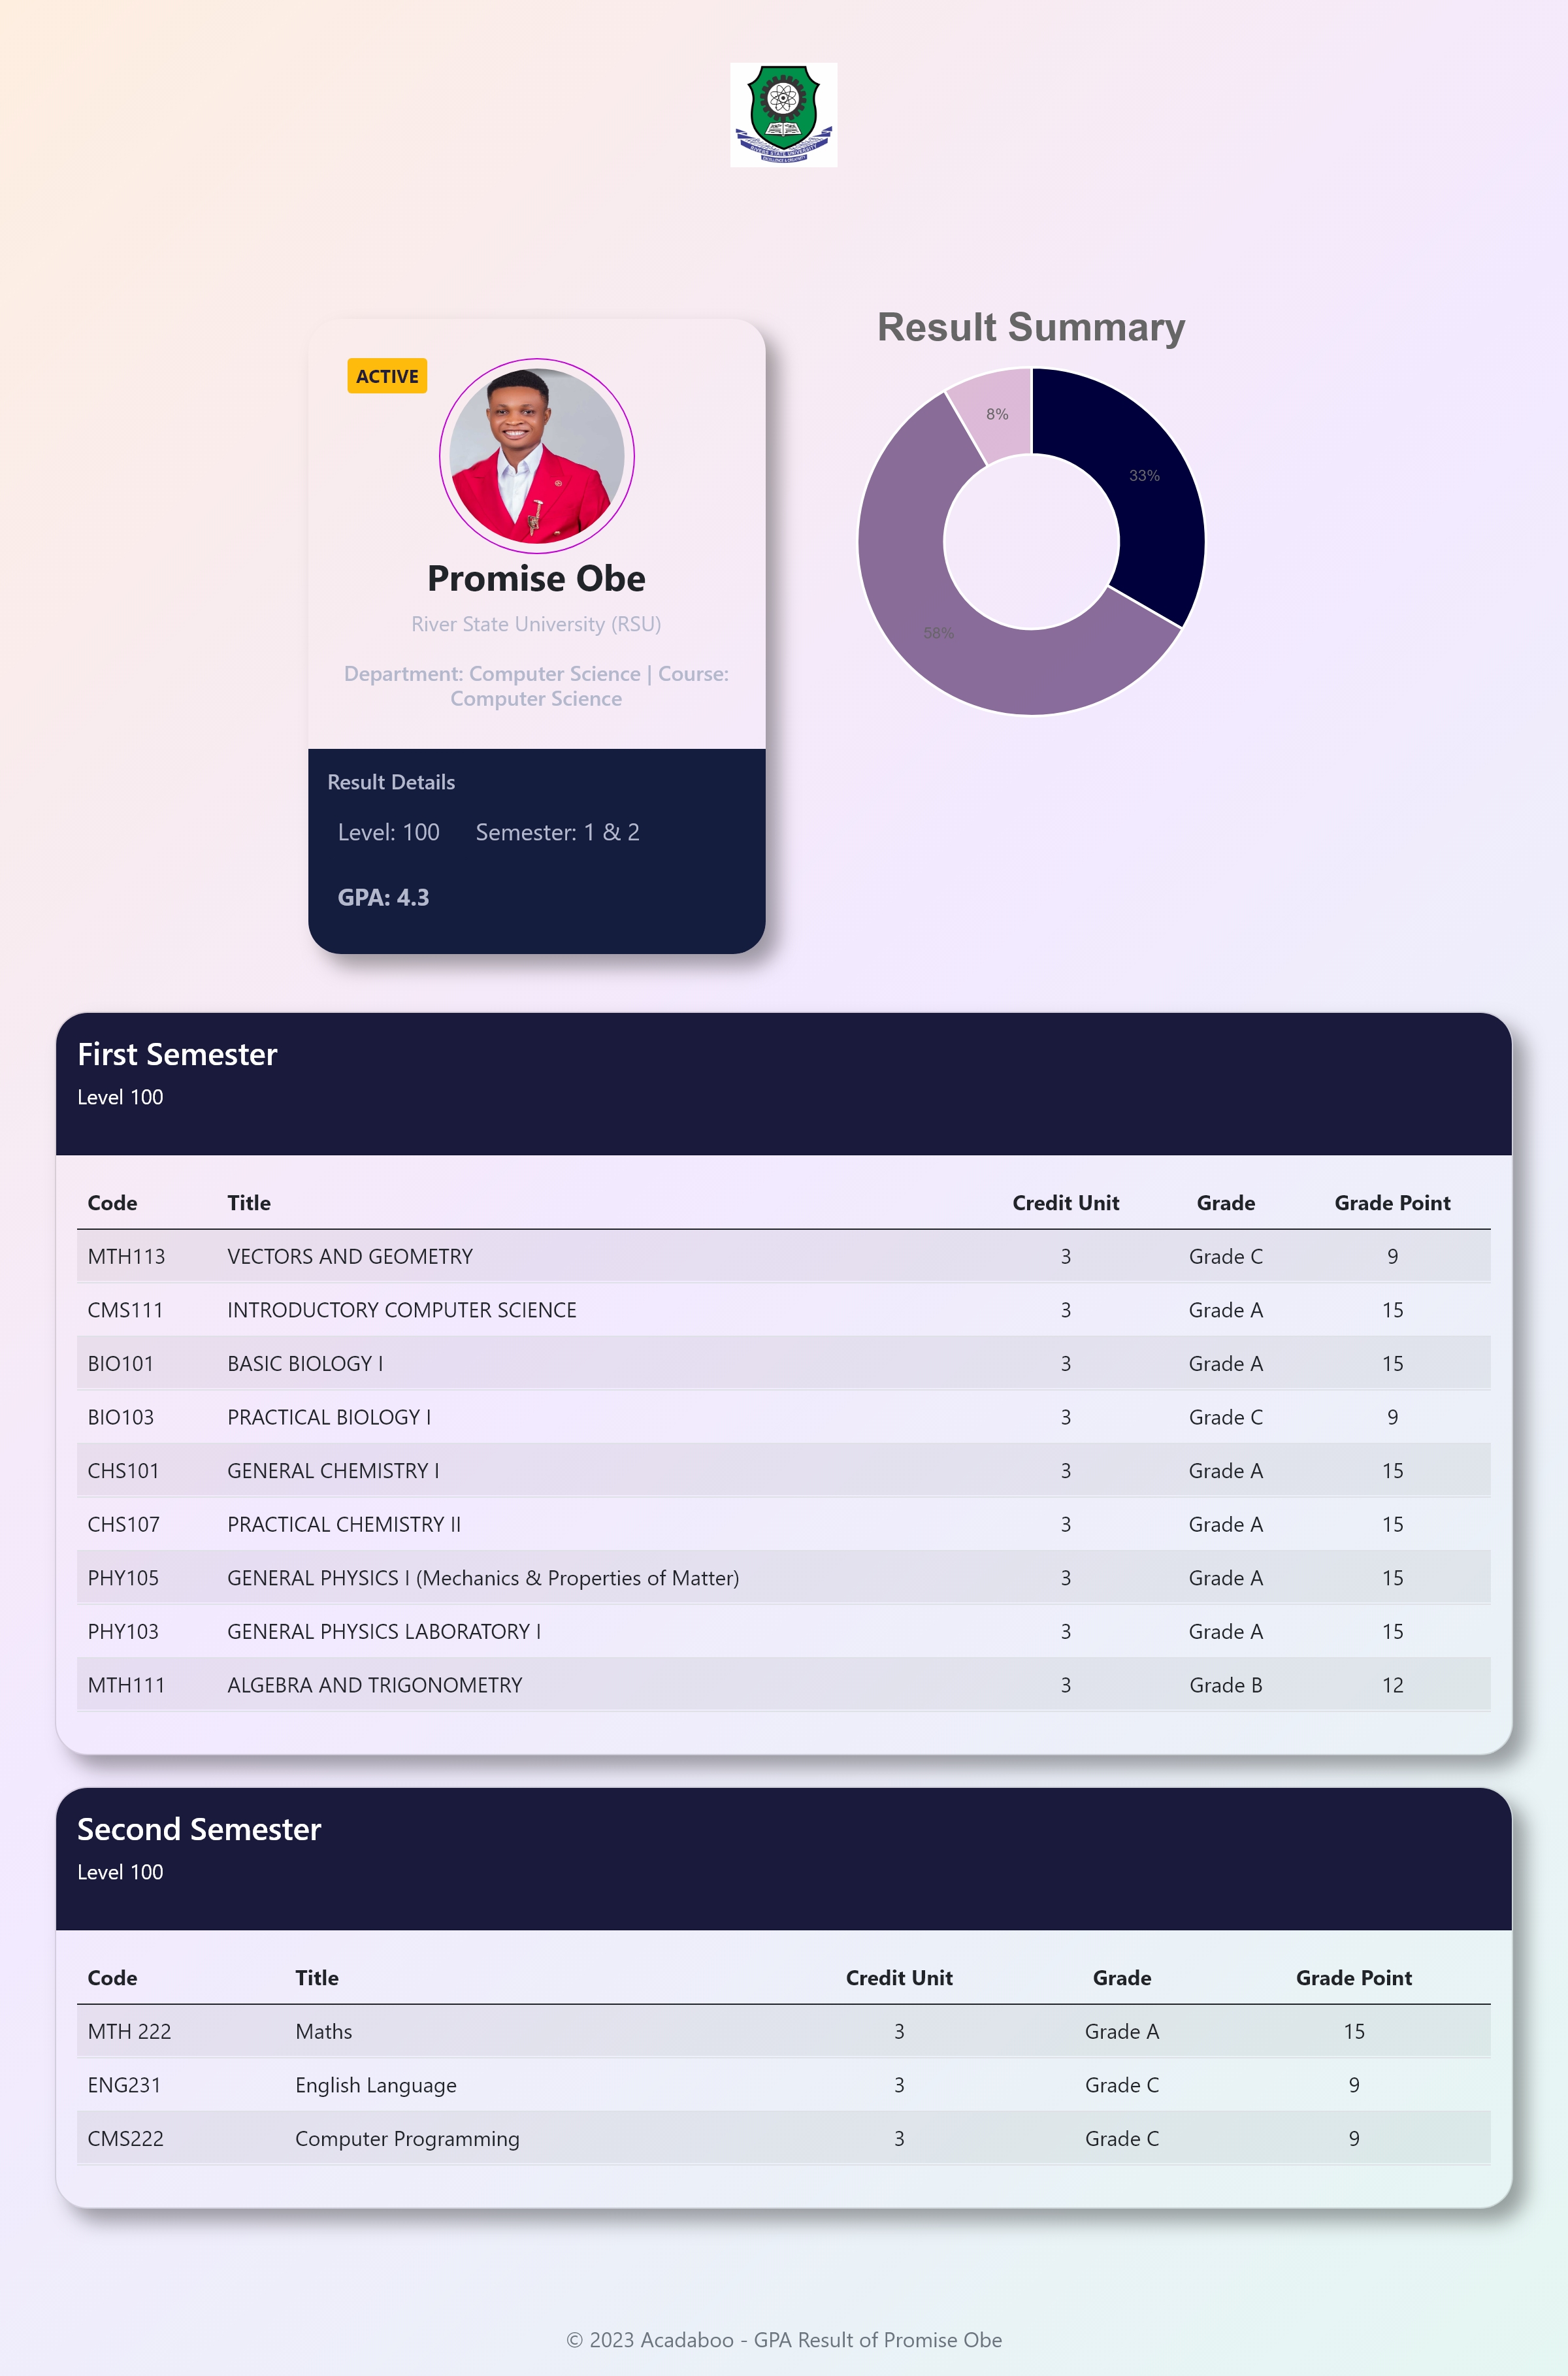 RIVERS STATE UNIVERSITY
EXCELLENCE & CREATIVITY
ACTIVE
Promise Obe
River State University (RSU)
Department: Computer Science | Course:
Computer Science
Result Details
Level: 100 Semester: 1 & 2
GPA: 4.3
Result Summary
8%
33%
58%
First Semester
Level 100
Code Title Credit Unit Grade Grade Point
MTH113 VECTORS AND GEOMETRY 3 Grade C 9
CMS111 INTRODUCTORY COMPUTER SCIENCE 3 Grade A 15
BIO101 BASIC BIOLOGY I 3 Grade A 15
BIO103 PRACTICAL BIOLOGY I 3 Grade C 9
CHS101 GENERAL CHEMISTRY I 3 Grade A 15
CHS107 PRACTICAL CHEMISTRY II 3 Grade A 15
PHY105 GENERAL PHYSICS I (Mechanics & Properties of Matter) 3 Grade A 15
PHY103 GENERAL PHYSICS LABORATORY I 3 Grade A 15
MTH111 ALGEBRA AND TRIGONOMETRY 3 Grade B 12
Second Semester
Level 100
Code Title Credit Unit Grade Grade Point
MTH 222 Maths 3 Grade A 15
ENG231 English Language 3 Grade C 9
CMS222 Computer Programming 3 Grade C 9
© 2023 Acadaboo - GPA Result of Promise Obe